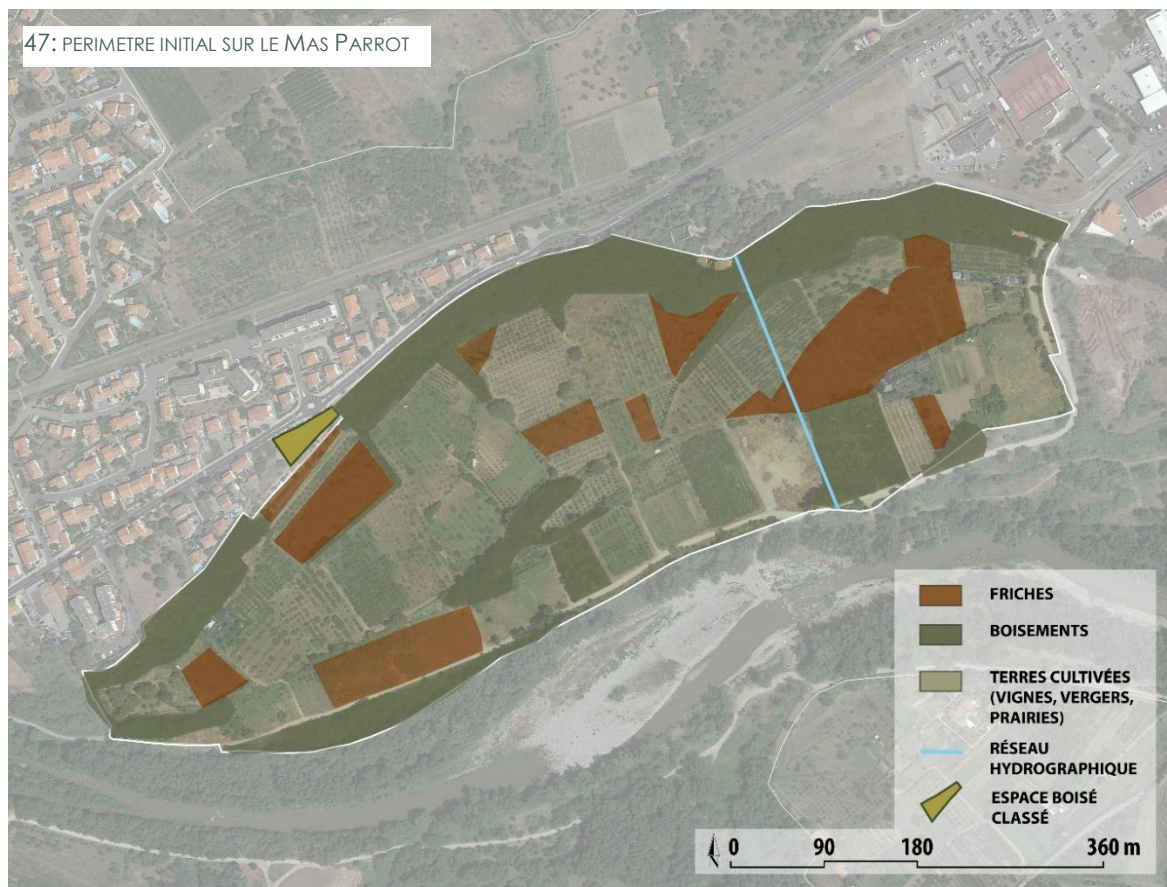 47: PERIMETRE INITIAL SUR LE MAS PARROT
FRICHES
BOISEMENTS
TERRES CULTIVÉES
(VIGNES, VERGERS,
PRAIRIES)
RÉSEAU
HYDROGRAPHIQUE
ESPACE BOISÉ
CLASSÉ
0 90 180 360 m